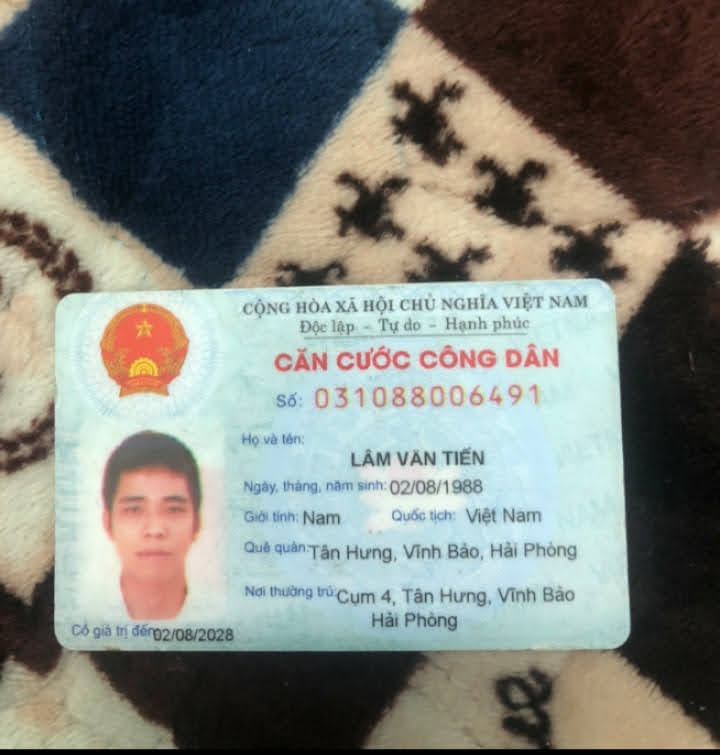 CỘNG HÒA XÃ HỘI CHỦ NGHĨA VIỆT NAM
Độc lập - Tự do - Hạnh phúc
CĂN CƯỚC CÔNG DÂN
Số: 031088006491
Họ và tên:
LÂM VĂN TIẾN
Ngày, tháng, năm sinh: 02/08/1988
Giới tính: Nam Quốc tịch: Việt Nam
Quê quán: Tân Hưng, Vĩnh Bảo, Hải Phòng
Nơi thường trú: Cụm 4, Tân Hưng, Vĩnh Bảo
Hải Phòng
Có giá trị đến: 02/08/2028